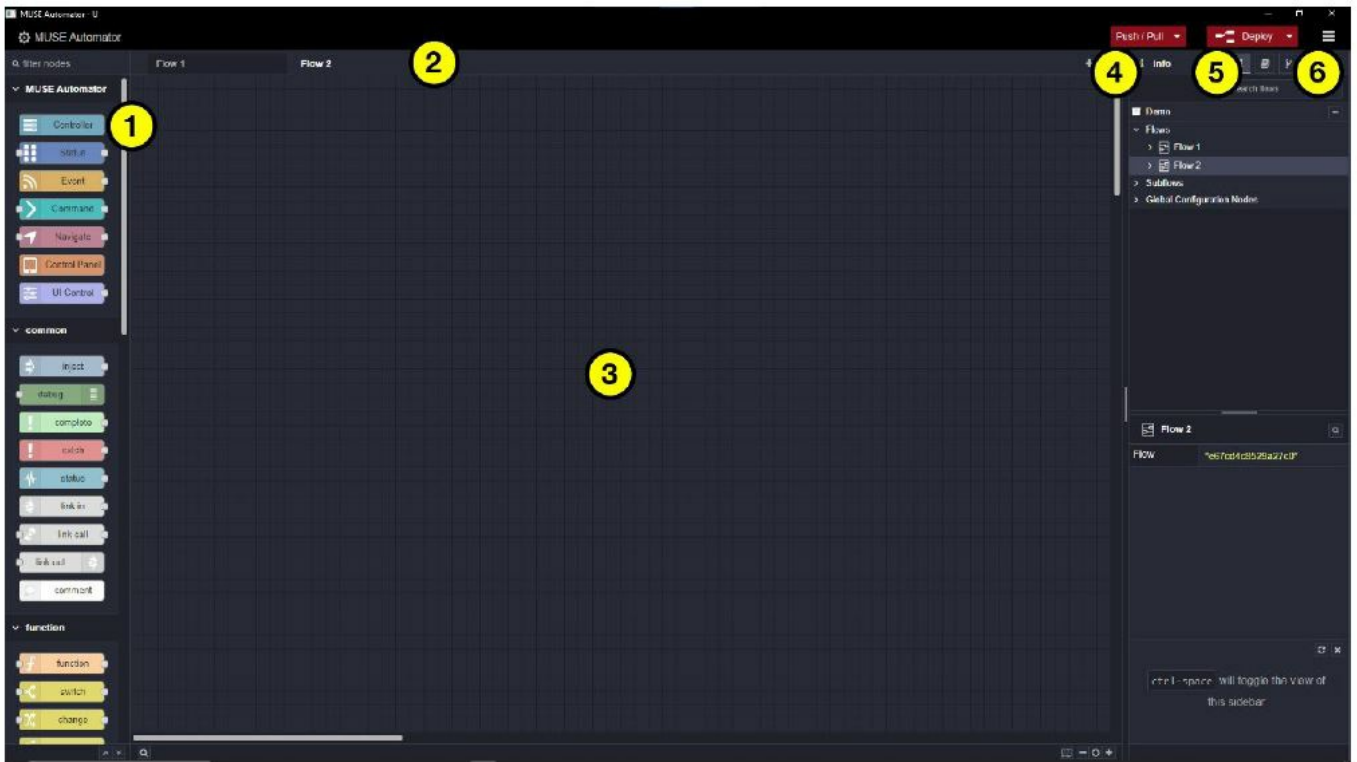 MUSE Automator - U
MUSE Automator
Push / Pull
Deploy
filter nodes
Flow 1
Flow 2
2
4
Info
5
6
MUSE Automator
1
Controller
Status
Event
Command
Navigate
Control Panel
UI Control
common
inject
debug
complete
catch
status
link in
link call
link out
comment
function
function
switch
change
3
Demo
Flows
Flow 1
Flow 2
Subflows
Global Configuration Nodes
Flow 2
Flow
ctrl-space will toggle the view of
this sidebar